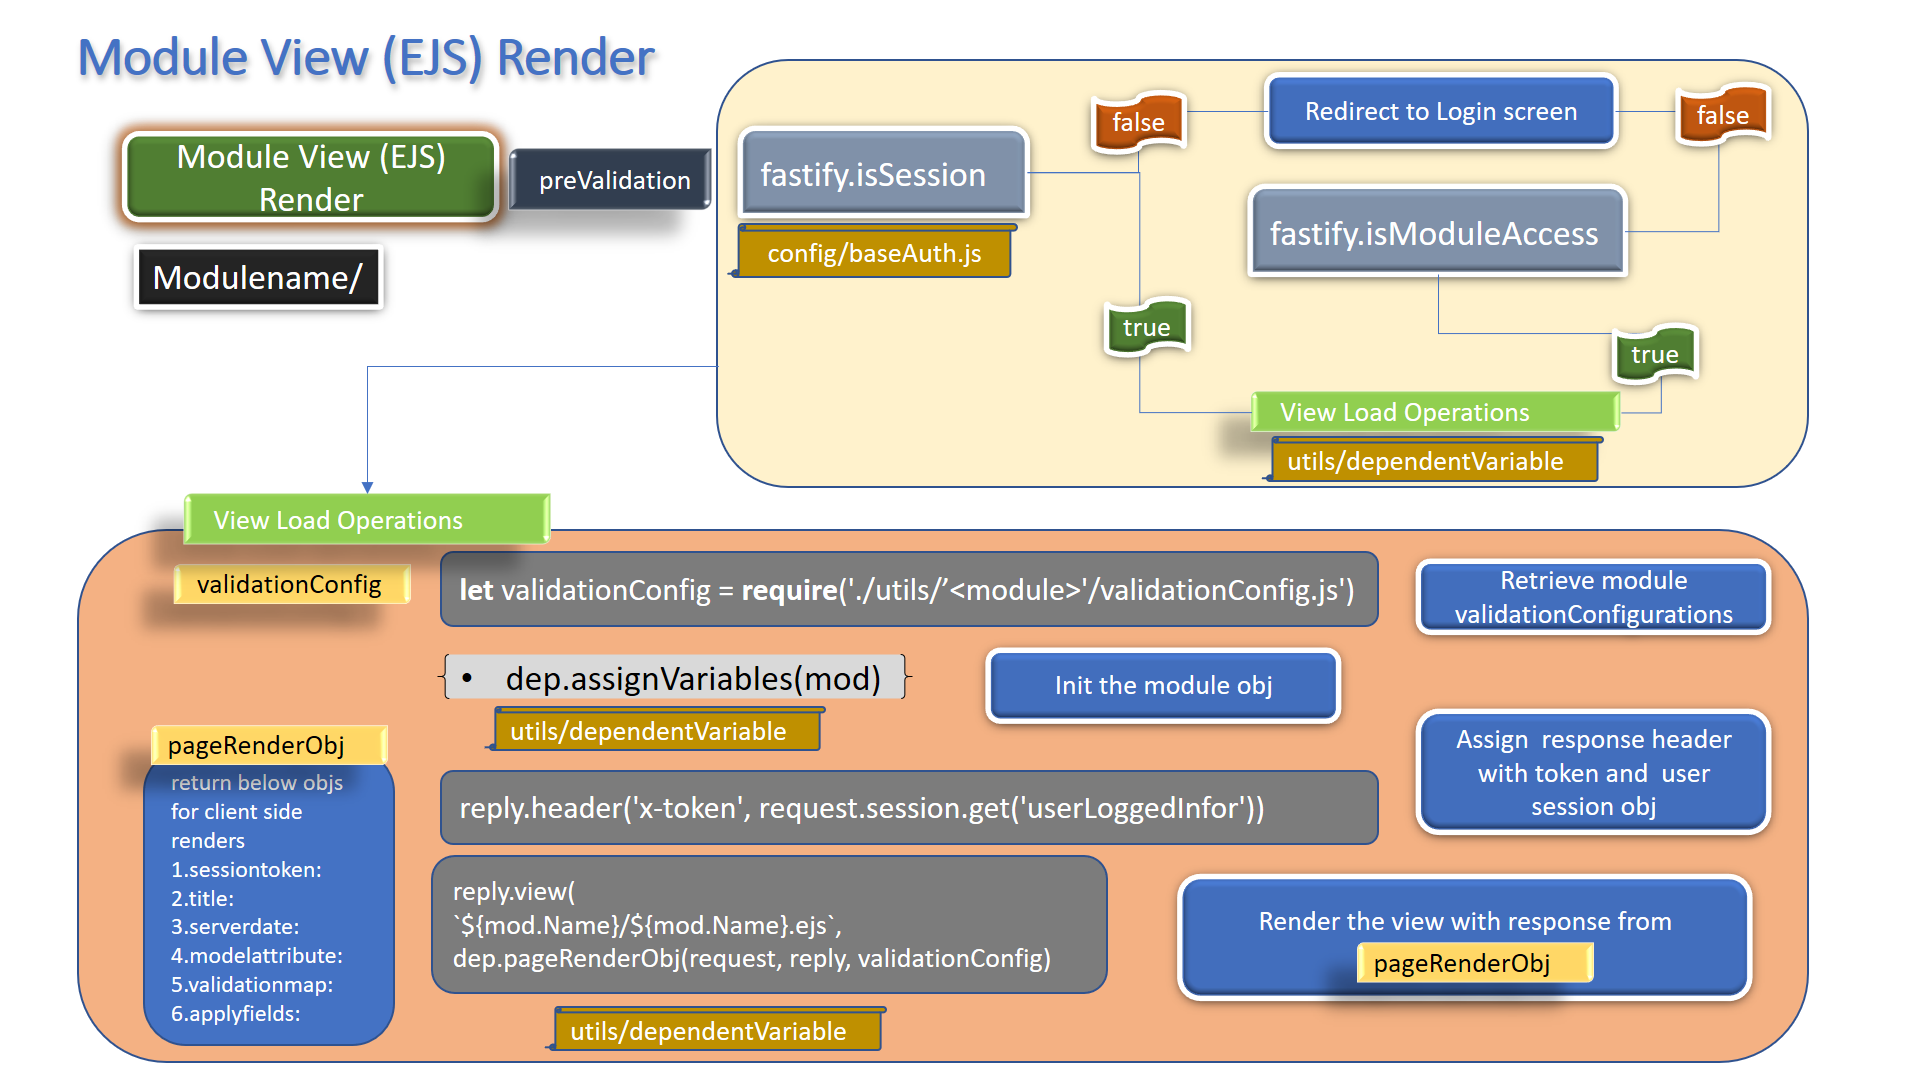 Module View (EJS) Render
Module View (EJS)
Render
preValidation
Modulename/
fastify.isSession
config/baseAuth.js
false
Redirect to Login screen
false
fastify.isModuleAccess
true
true
View Load Operations
utils/dependentVariable
View Load Operations
validationConfig
let validationConfig = require('./utils/’<module>'/validationConfig.js')
Retrieve module
validationConfigurations
• dep.assignVariables(mod)
utils/dependentVariable
Init the module obj
pageRenderObj
return below objs
for client side
renders
1.sessiontoken:
2.title:
3.serverdate:
4.modelattribute:
5.validationmap:
6.applyfields:
reply.header('x-token', request.session.get('userLoggedInfor'))
Assign  response header
with token and  user
session obj
reply.view(
`${mod.Name}/${mod.Name}.ejs`,
dep.pageRenderObj(request, reply, validationConfig)
utils/dependentVariable
Render the view with response from
pageRenderObj